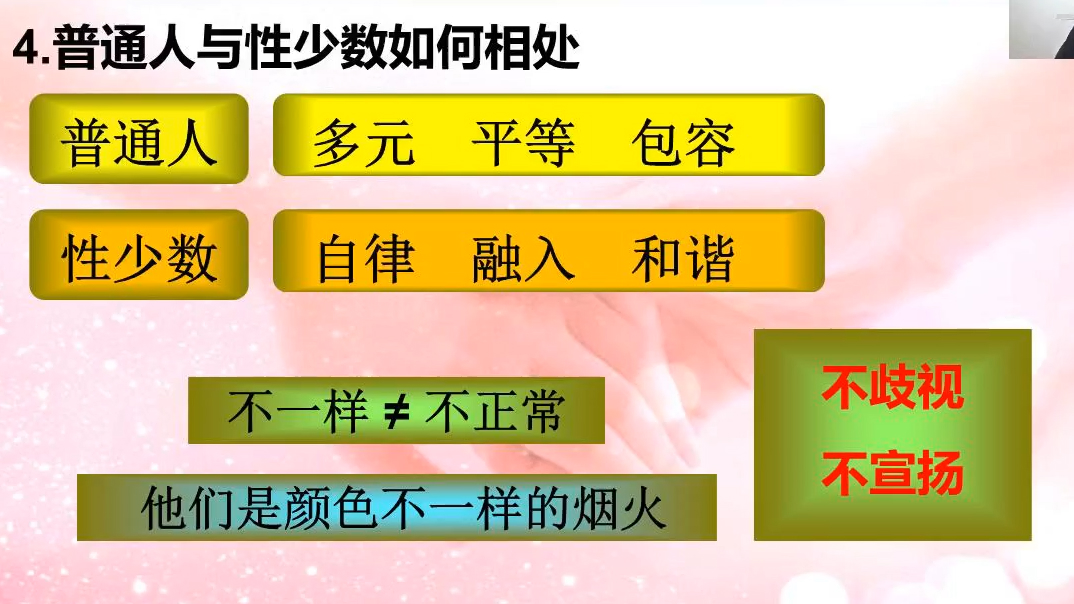 4.普通人与性少数如何相处
普通人
多元 平等 包容
性少数
自律 融入 和谐
不一样 ≠ 不正常
他们是颜色不一样的烟火
不歧视
不宣扬